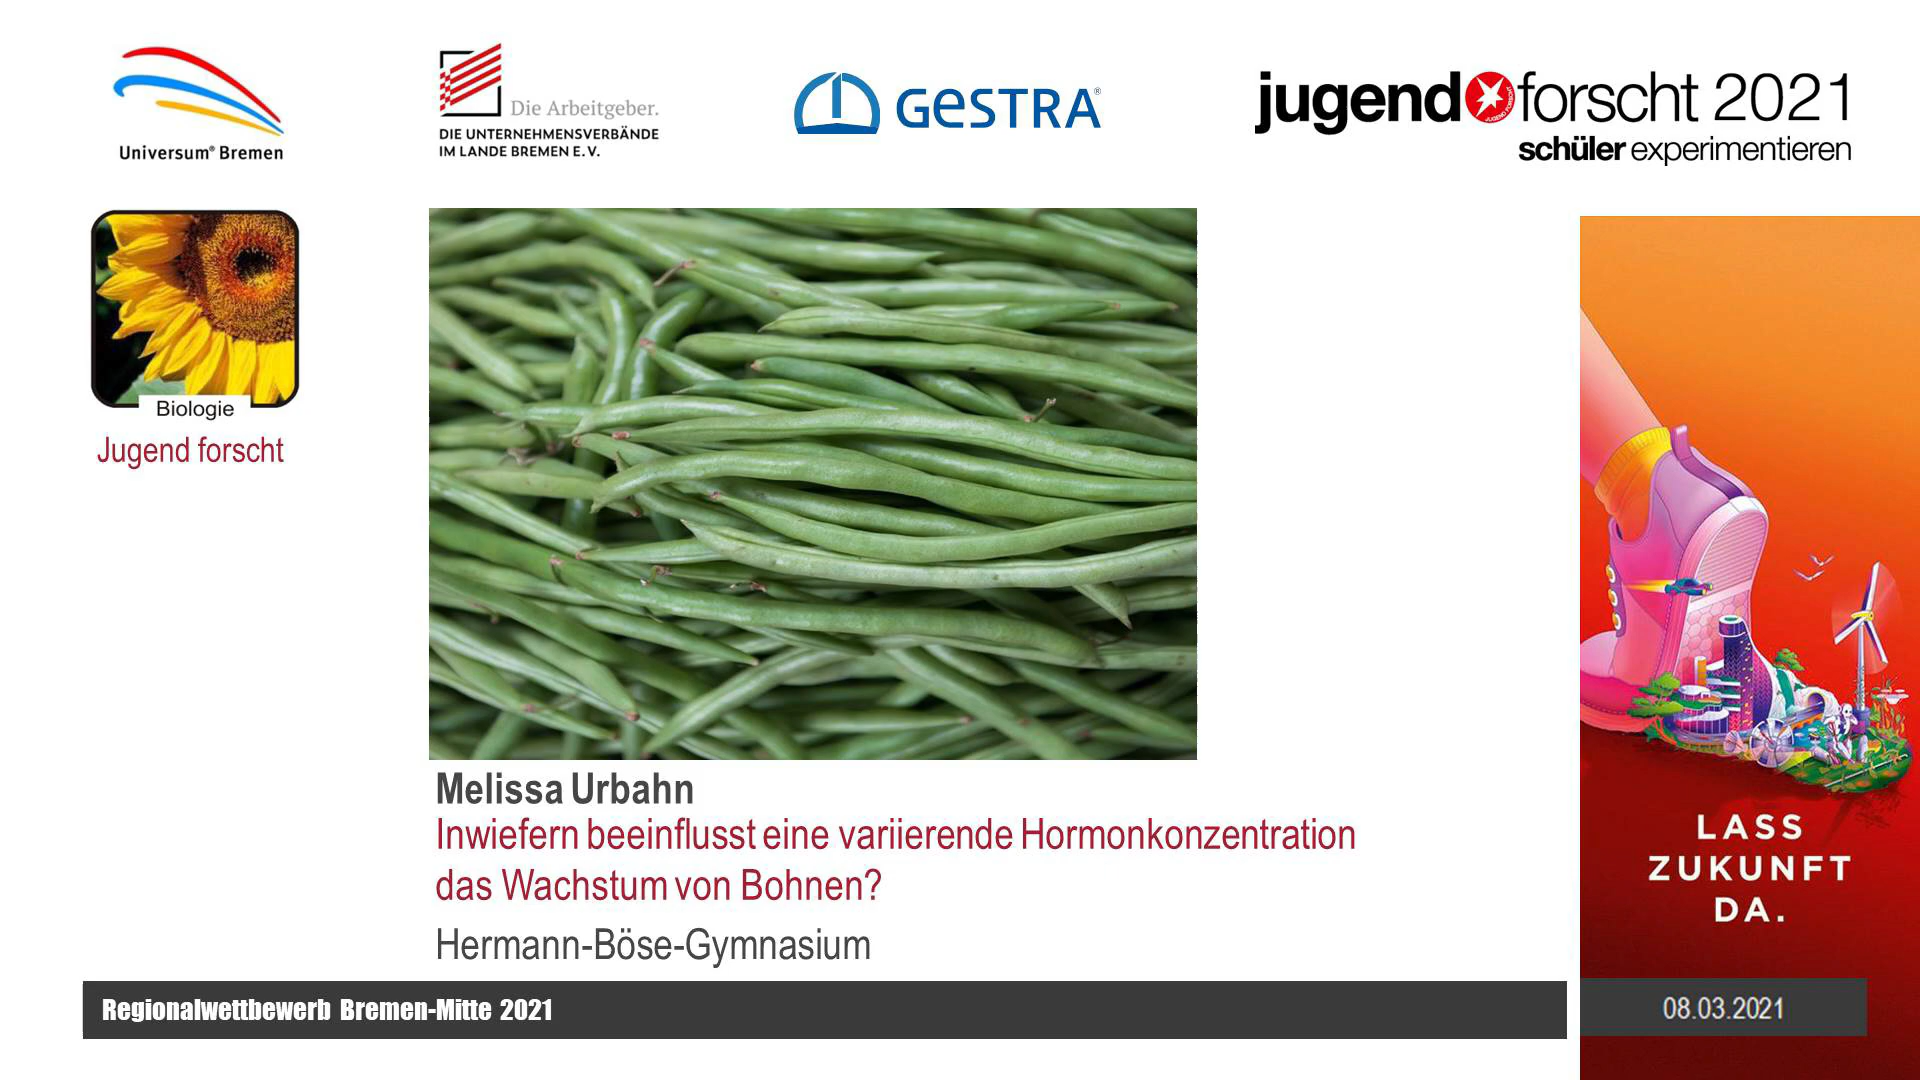 Universum® Bremen
Die Arbeitgeber.
DIE UNTERNEHMENSVERBÄNDE
IM LANDE BREMEN E.V.
GESTRA®
jugend forscht 2021
JUGEND FORSCHT
schüler experimentieren
Biologie
Jugend forscht
Melissa Urbahn
Inwiefern beeinflusst eine variierende Hormonkonzentration
das Wachstum von Bohnen?
Hermann-Böse-Gymnasium
LASS
ZUKUNFT
DA.
Regionalwettbewerb Bremen-Mitte 2021
08.03.2021